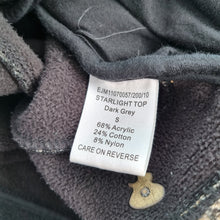 EJM11070057/200/10
STARLIGHT TOP
Dark Grey
S
68% Acrylic
24% Cotton
8% Nylon
CARE ON REVERSE